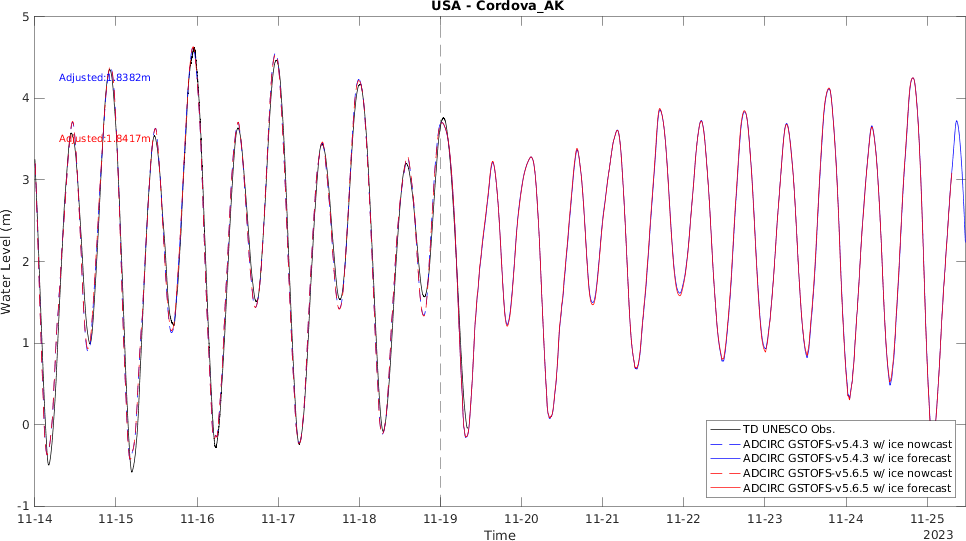 USA - Cordova_AK
5
4
3
2
1
0
-1
Water Level (m)
Adjusted:1.8382m
Adjusted:1.8417m
TD UNESCO Obs.
ADCIRC GSTOFS-v5.4.3 w/ ice nowcast
ADCIRC GSTOFS-v5.4.3 w/ ice forecast
ADCIRC GSTOFS-v5.6.5 w/ ice nowcast
ADCIRC GSTOFS-v5.6.5 w/ ice forecast
11-14 11-15 11-16 11-17 11-18 11-19 11-20 11-21 11-22 11-23 11-24 11-25
Time
2023